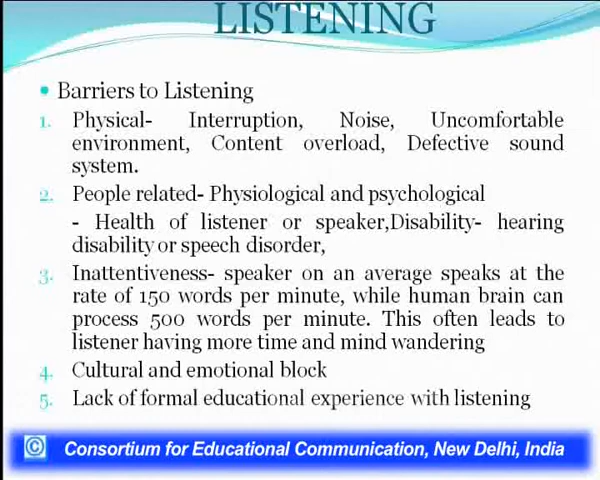 LISTENING
• Barriers to Listening
1. Physical- Interruption, Noise, Uncomfortable
environment, Content overload, Defective sound
system.
2. People related- Physiological and psychological
- Health of listener or speaker,Disability- hearing
disability or speech disorder,
3. Inattentiveness- speaker on an average speaks at the
rate of 150 words per minute, while human brain can
process 500 words per minute. This often leads to
listener having more time and mind wandering
4. Cultural and emotional block
5. Lack of formal educational experience with listening
© Consortium for Educational Communication, New Delhi, India